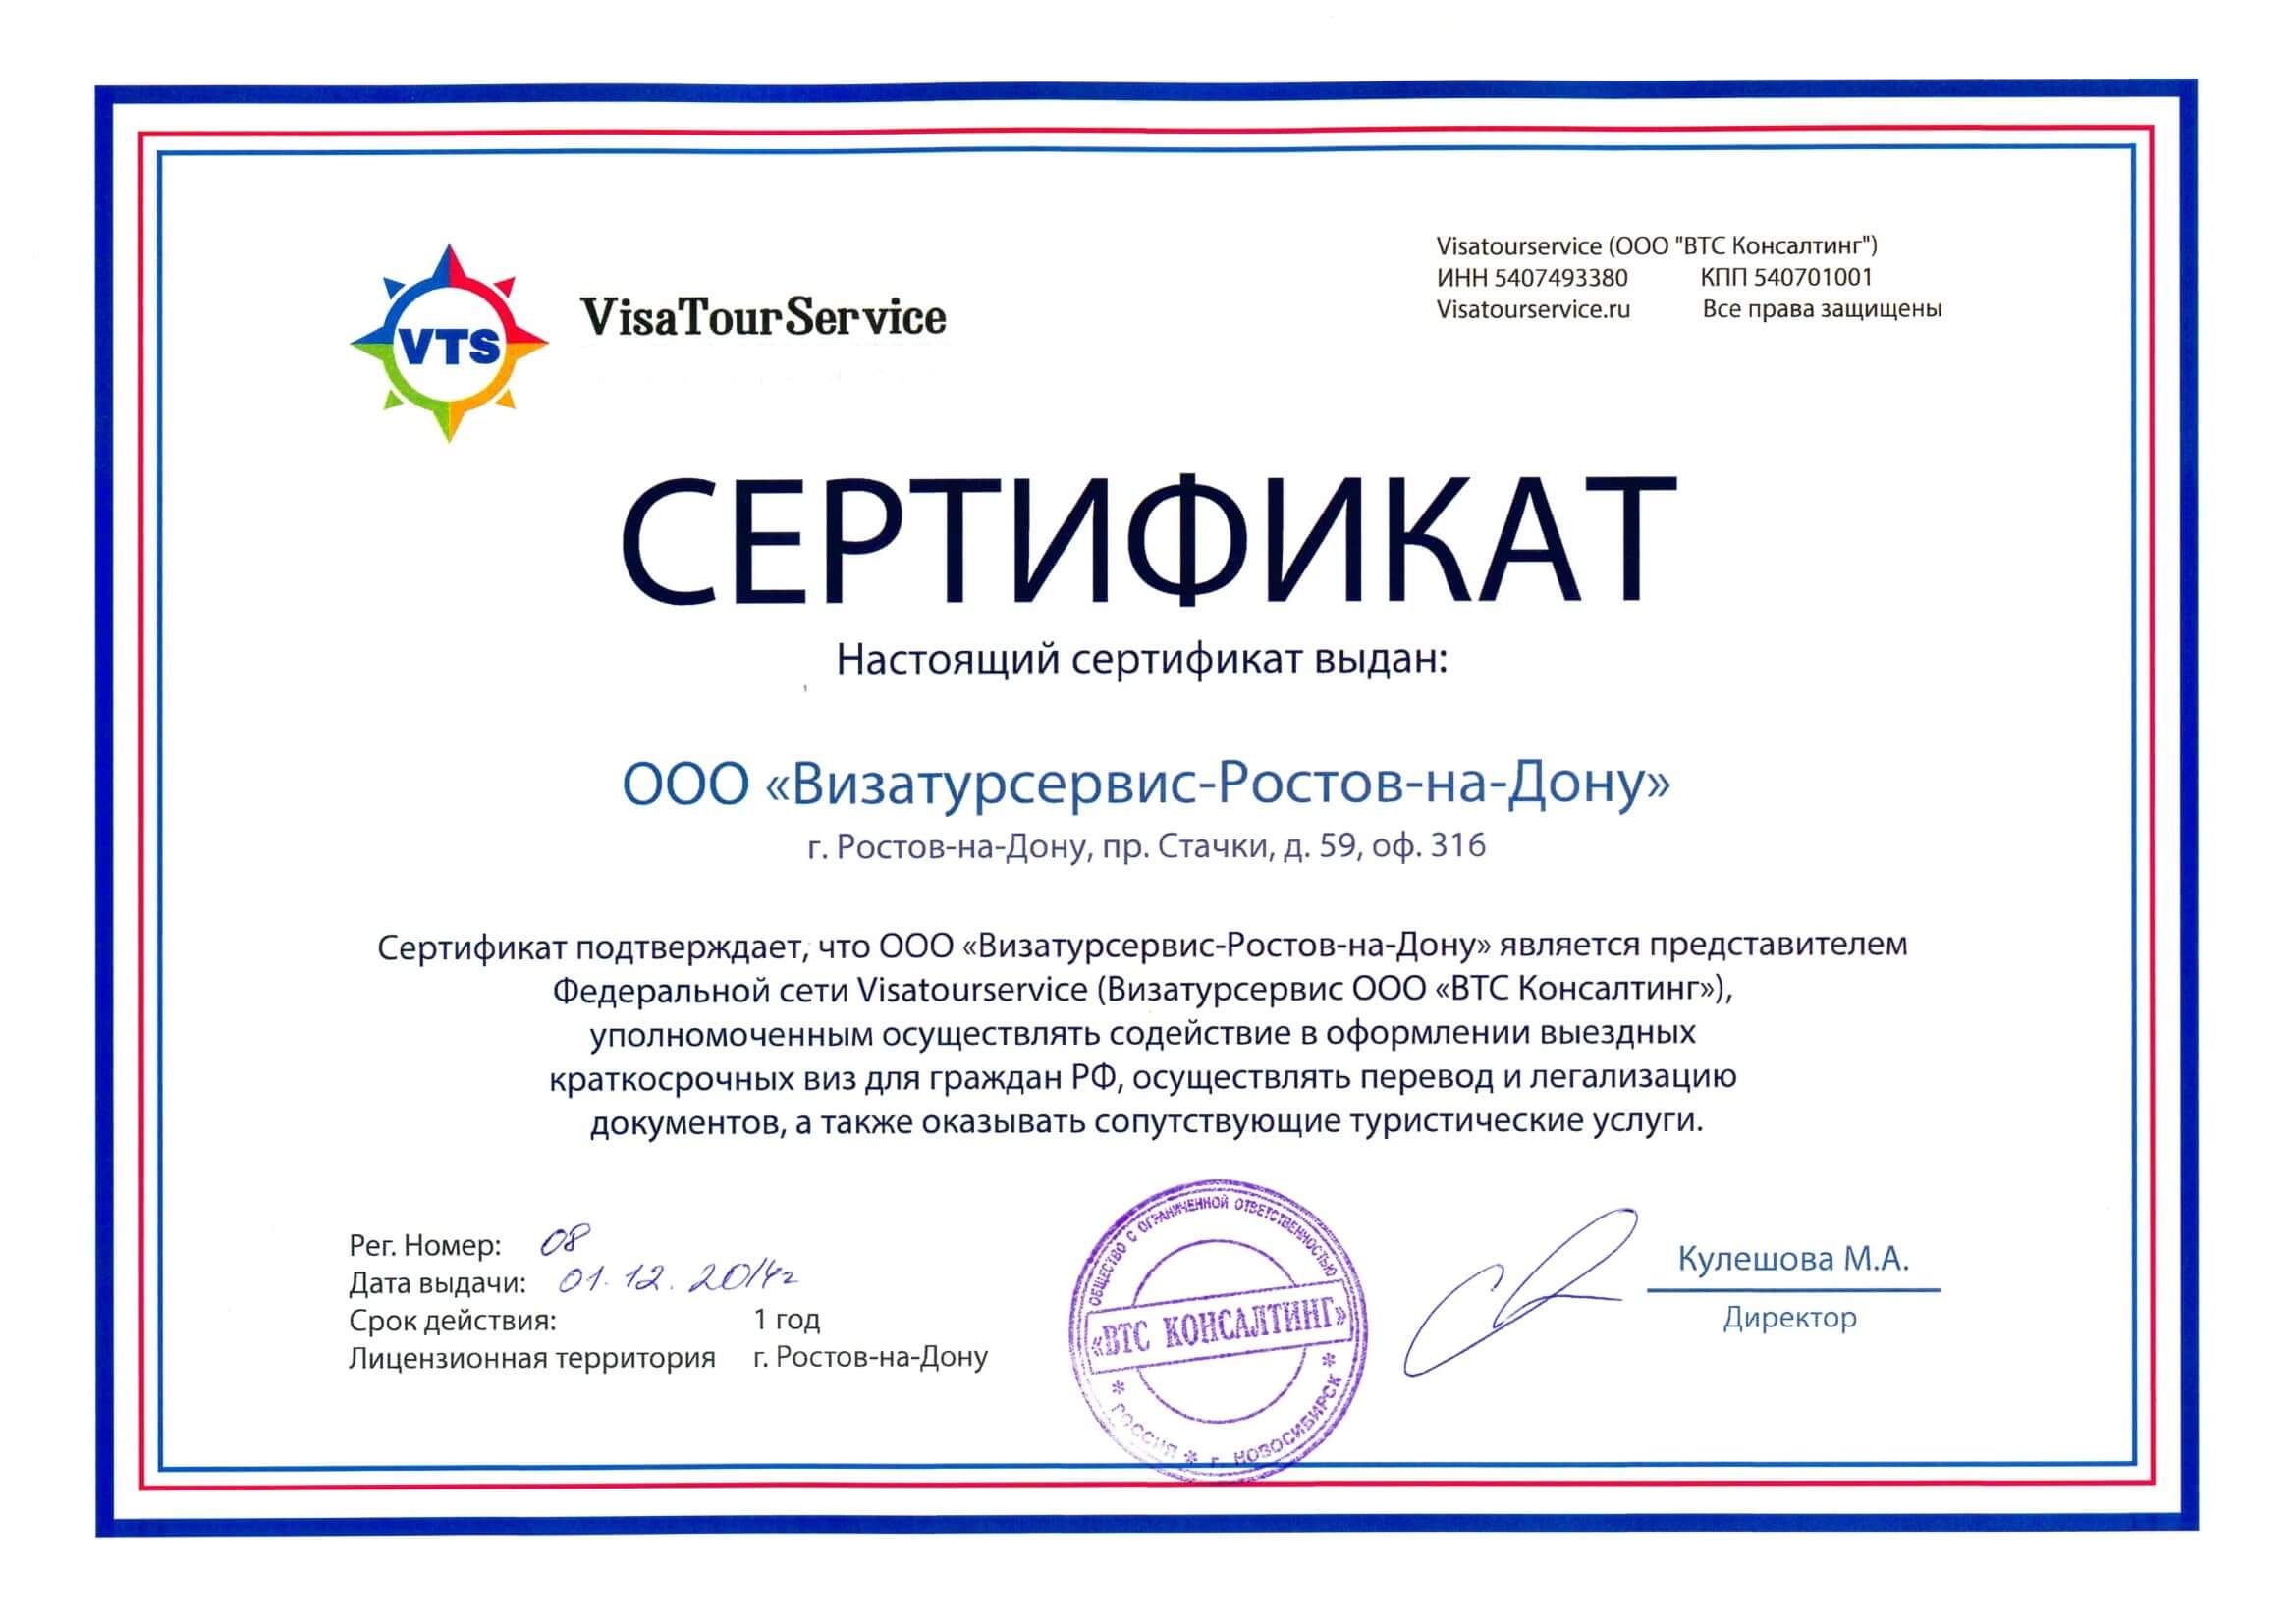 VTS
VisaTourService
Visatourservice (ООО "ВТС Консалтинг")
ИНН 5407493380 КПП 540701001
Visatourservice.ru Все права защищены
СЕРТИФИКАТ
Настоящий сертификат выдан:
ООО «Визатурсервис-Ростов-на-Дону»
г. Ростов-на-Дону, пр. Стачки, д. 59, оф. 316
Сертификат подтверждает, что ООО «Визатурсервис-Ростов-на-Дону» является представителем
Федеральной сети Visatourservice (Визатурсервис ООО «ВТС Консалтинг»),
уполномоченным осуществлять содействие в оформлении выездных
краткосрочных виз для граждан РФ, осуществлять перевод и легализацию
документов, а также оказывать сопутствующие туристические услуги.
Рег. Номер: 08
Дата выдачи: 01.12.2014г
Срок действия: 1 год
Лицензионная территория г. Ростов-на-Дону
ОБЩЕСТВО С ОГРАНИЧЕННОЙ ОТВЕТСТВЕННОСТЬЮ
«ВТС КОНСАЛТИНГ»
* РОССИЯ * г. НОВОСИБИРСК *
Кулешова М.А.
Директор